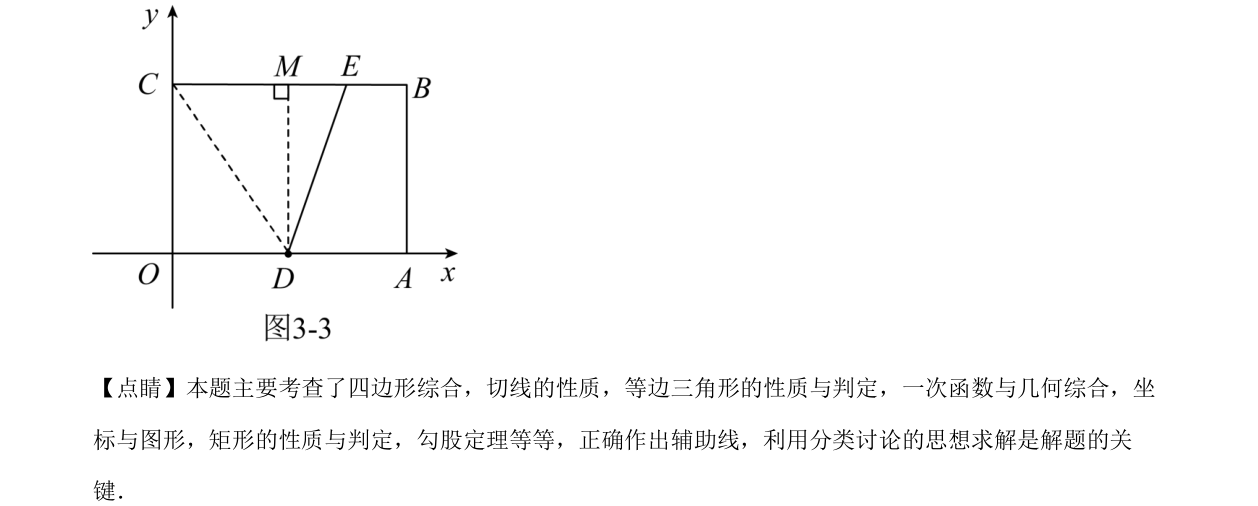 y
C M E B
O D A x
图3-3
【点睛】本题主要考查了四边形综合，切线的性质，等边三角形的性质与判定，一次函数与几何综合，坐
标与图形，矩形的性质与判定，勾股定理等等，正确作出辅助线，利用分类讨论的思想求解是解题的关
键．